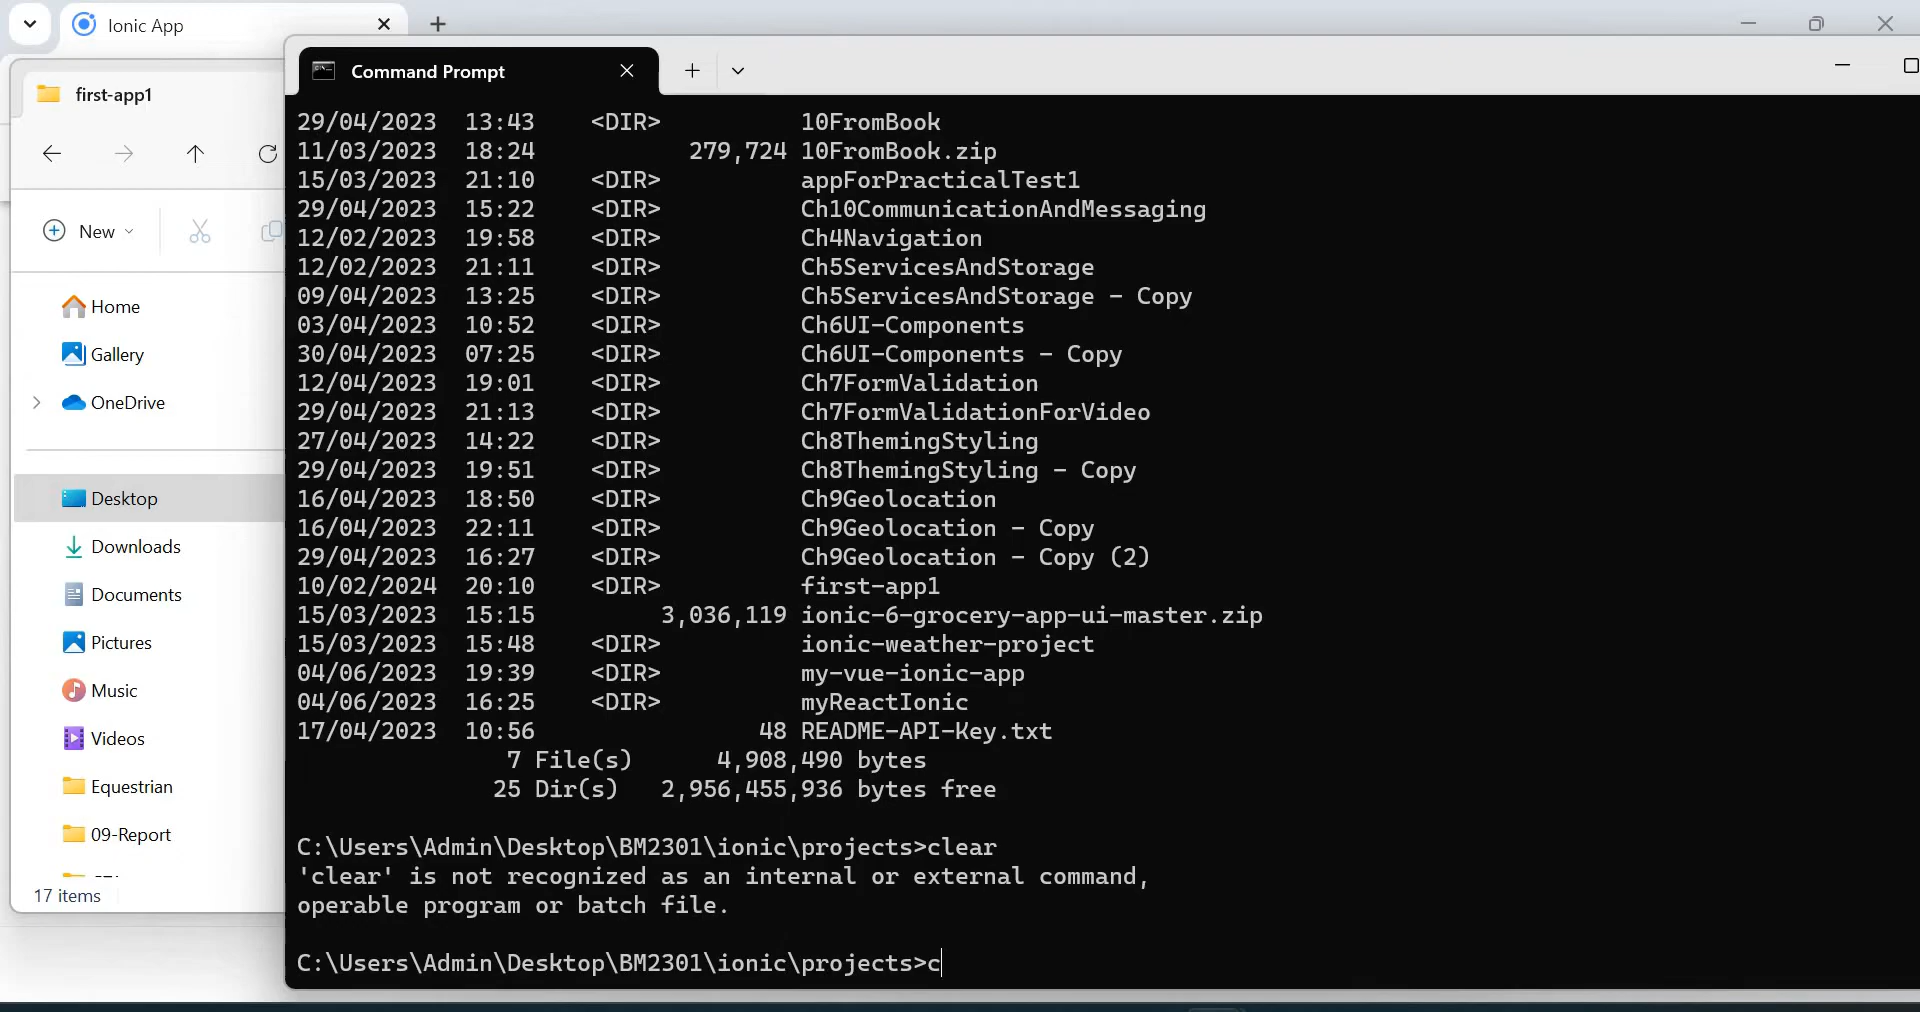 Ionic App
first-app1
New
Home
Gallery
OneDrive
Desktop
Downloads
Documents
Pictures
Music
Videos
Equestrian
09-Report
17 items
Command Prompt
29/04/2023  13:43    <DIR>          10FromBook
11/03/2023  18:24           279,724 10FromBook.zip
15/03/2023  21:10    <DIR>          appForPracticalTest1
29/04/2023  15:22    <DIR>          Ch10CommunicationAndMessaging
12/02/2023  19:58    <DIR>          Ch4Navigation
12/02/2023  21:11    <DIR>          Ch5ServicesAndStorage
09/04/2023  13:25    <DIR>          Ch5ServicesAndStorage - Copy
03/04/2023  10:52    <DIR>          Ch6UI-Components
30/04/2023  07:25    <DIR>          Ch6UI-Components - Copy
12/04/2023  19:01    <DIR>          Ch7FormValidation
29/04/2023  21:13    <DIR>          Ch7FormValidationForVideo
27/04/2023  14:22    <DIR>          Ch8ThemingStyling
29/04/2023  19:51    <DIR>          Ch8ThemingStyling - Copy
16/04/2023  18:50    <DIR>          Ch9Geolocation
16/04/2023  22:11    <DIR>          Ch9Geolocation - Copy
29/04/2023  16:27    <DIR>          Ch9Geolocation - Copy (2)
10/02/2024  20:10    <DIR>          first-app1
15/03/2023  15:15         3,036,119 ionic-6-grocery-app-ui-master.zip
15/03/2023  15:48    <DIR>          ionic-weather-project
04/06/2023  19:39    <DIR>          my-vue-ionic-app
04/06/2023  16:25    <DIR>          myReactIonic
17/04/2023  10:56                48 README-API-Key.txt
7 File(s)      4,908,490 bytes
25 Dir(s)   2,956,455,936 bytes free
C:\Users\Admin\Desktop\BM2301\ionic\projects>clear
'clear' is not recognized as an internal or external command,
operable program or batch file.
C:\Users\Admin\Desktop\BM2301\ionic\projects>c